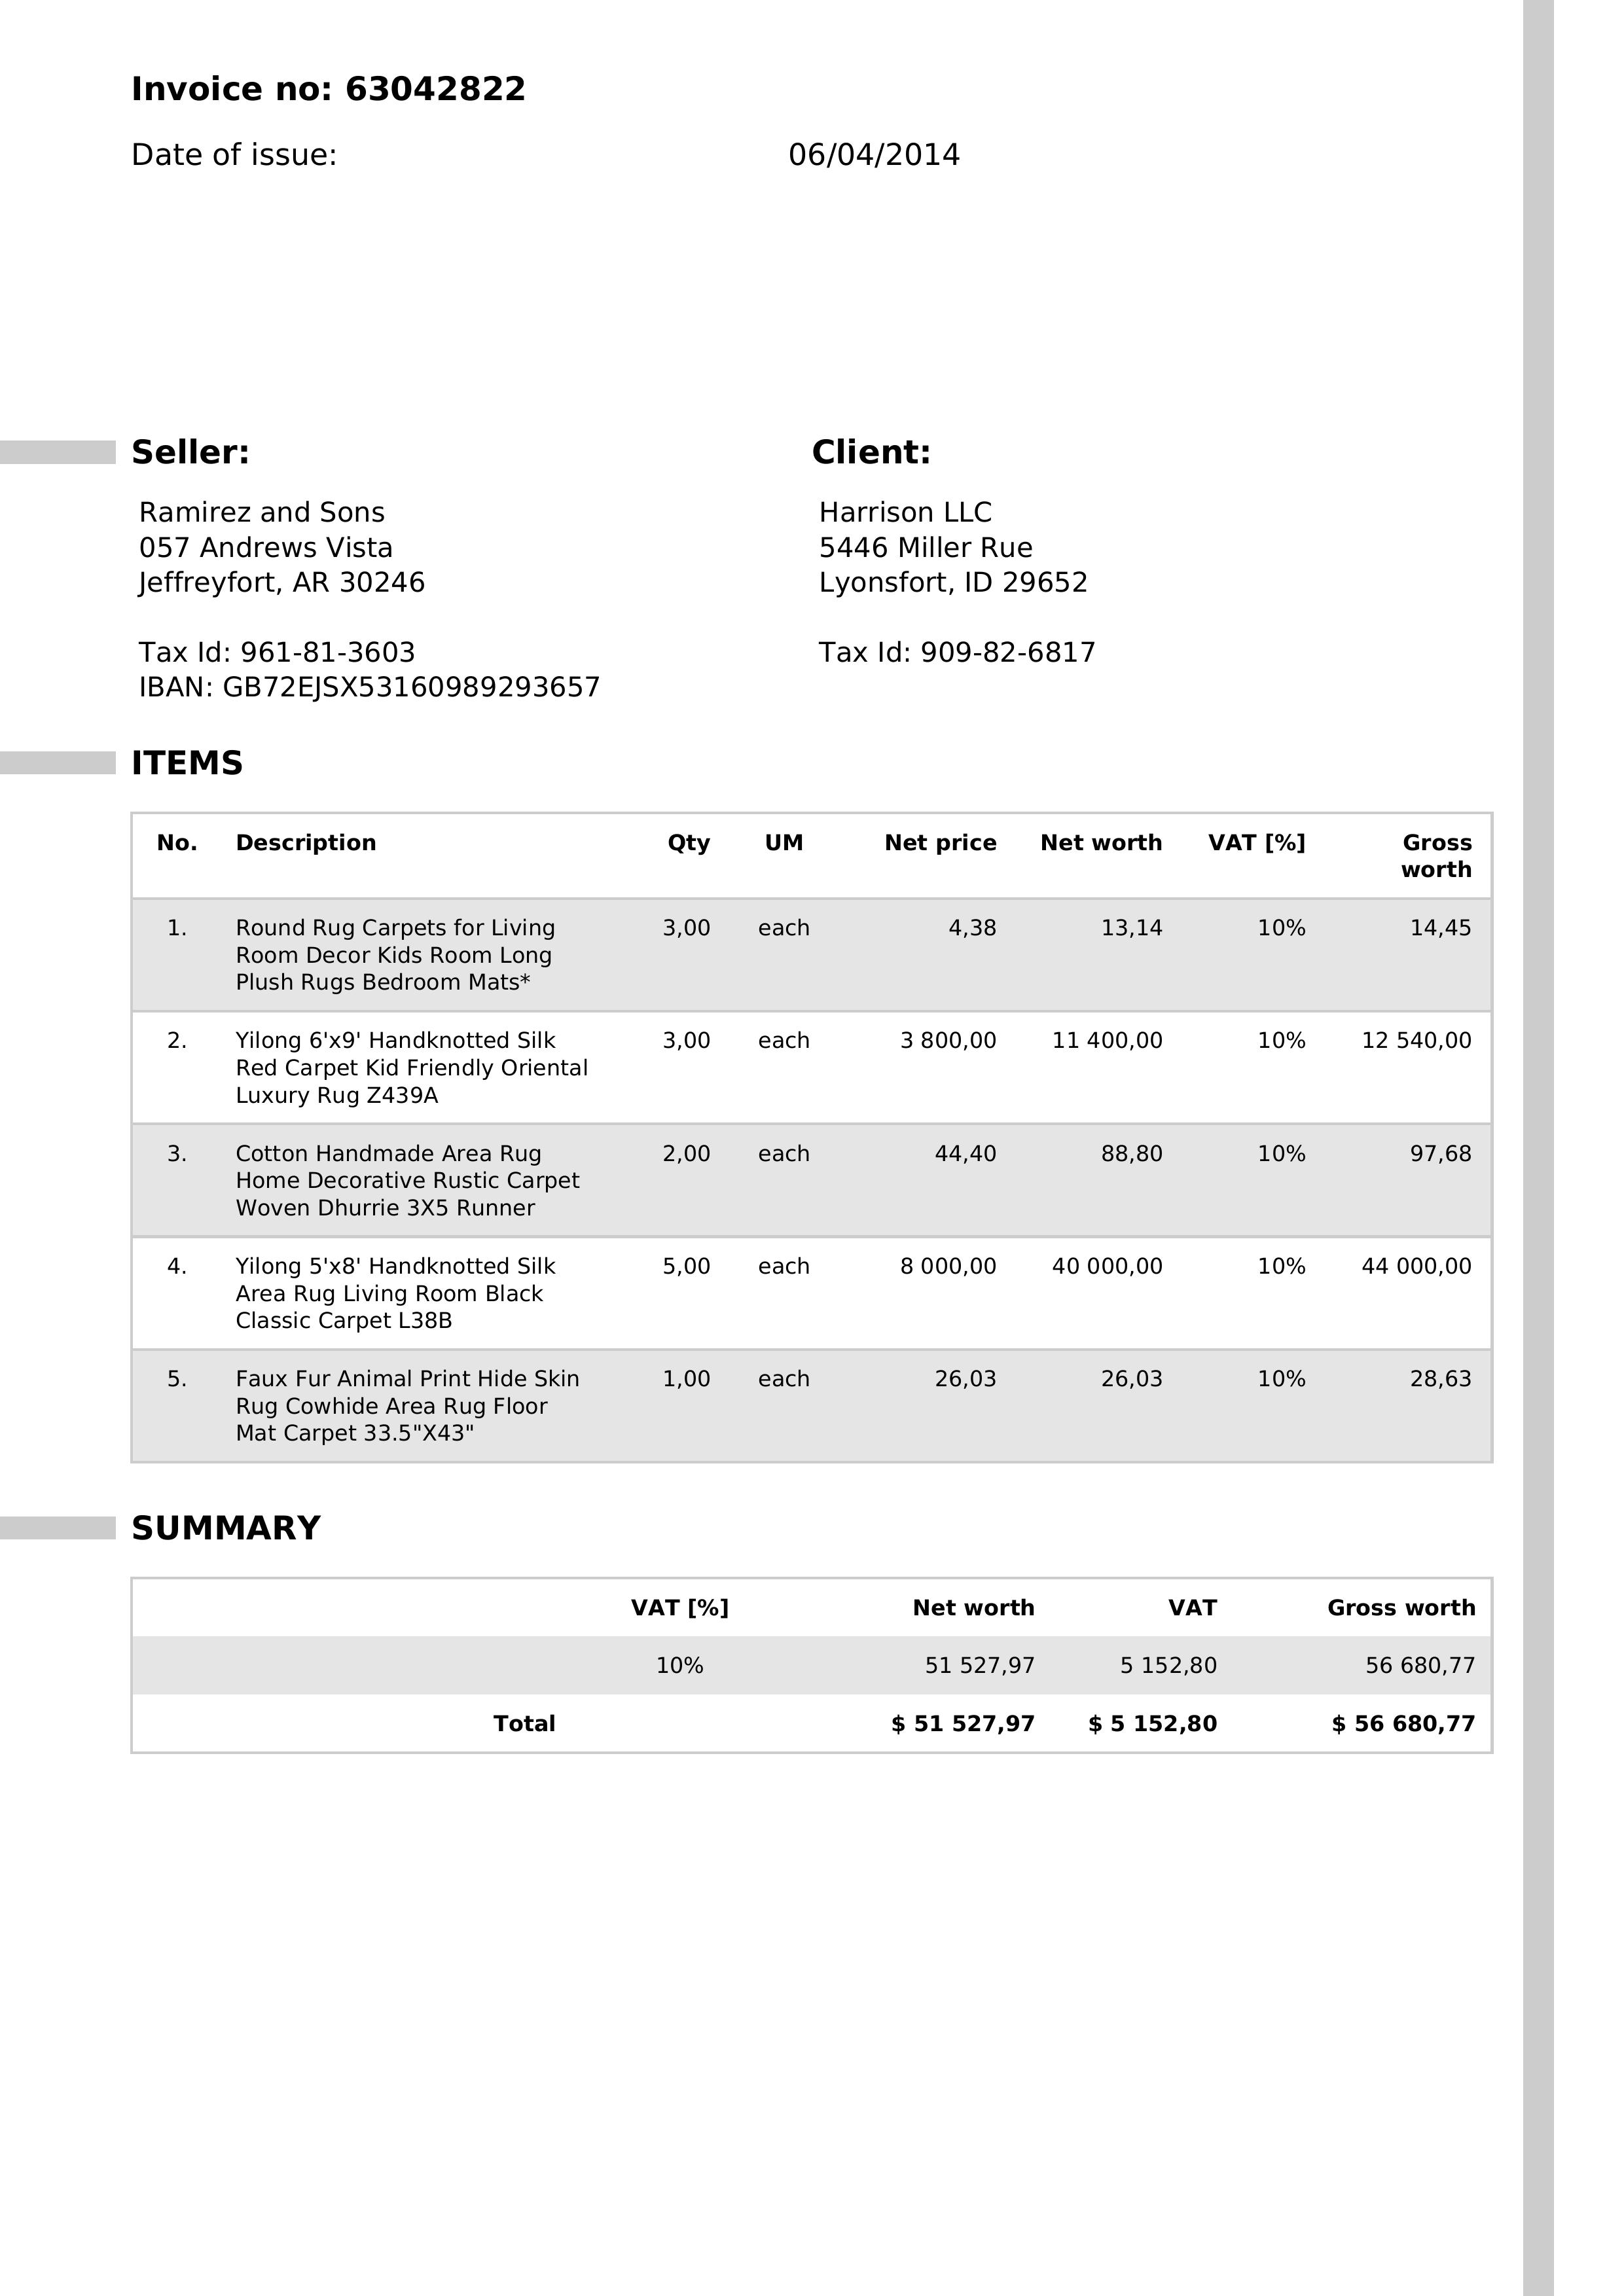 Invoice no: 63042822
Date of issue: 06/04/2014
Seller: Client:
Ramirez and Sons Harrison LLC
057 Andrews Vista 5446 Miller Rue
Jeffreyfort, AR 30246 Lyonsfort, ID 29652
Tax Id: 961-81-3603 Tax Id: 909-82-6817
IBAN: GB72EJSX53160989293657
ITEMS
No. Description Qty UM Net price Net worth VAT [%] Gross
worth
1. Round Rug Carpets for Living 3,00 each 4,38 13,14 10% 14,45
Room Decor Kids Room Long
Plush Rugs Bedroom Mats*
2. Yilong 6'x9' Handknotted Silk 3,00 each 3 800,00 11 400,00 10% 12 540,00
Red Carpet Kid Friendly Oriental
Luxury Rug Z439A
3. Cotton Handmade Area Rug 2,00 each 44,40 88,80 10% 97,68
Home Decorative Rustic Carpet
Woven Dhurrie 3X5 Runner
4. Yilong 5'x8' Handknotted Silk 5,00 each 8 000,00 40 000,00 10% 44 000,00
Area Rug Living Room Black
Classic Carpet L38B
5. Faux Fur Animal Print Hide Skin 1,00 each 26,03 26,03 10% 28,63
Rug Cowhide Area Rug Floor
Mat Carpet 33.5"X43"
SUMMARY
VAT [%] Net worth VAT Gross worth
10% 51 527,97 5 152,80 56 680,77
Total $ 51 527,97 $ 5 152,80 $ 56 680,77